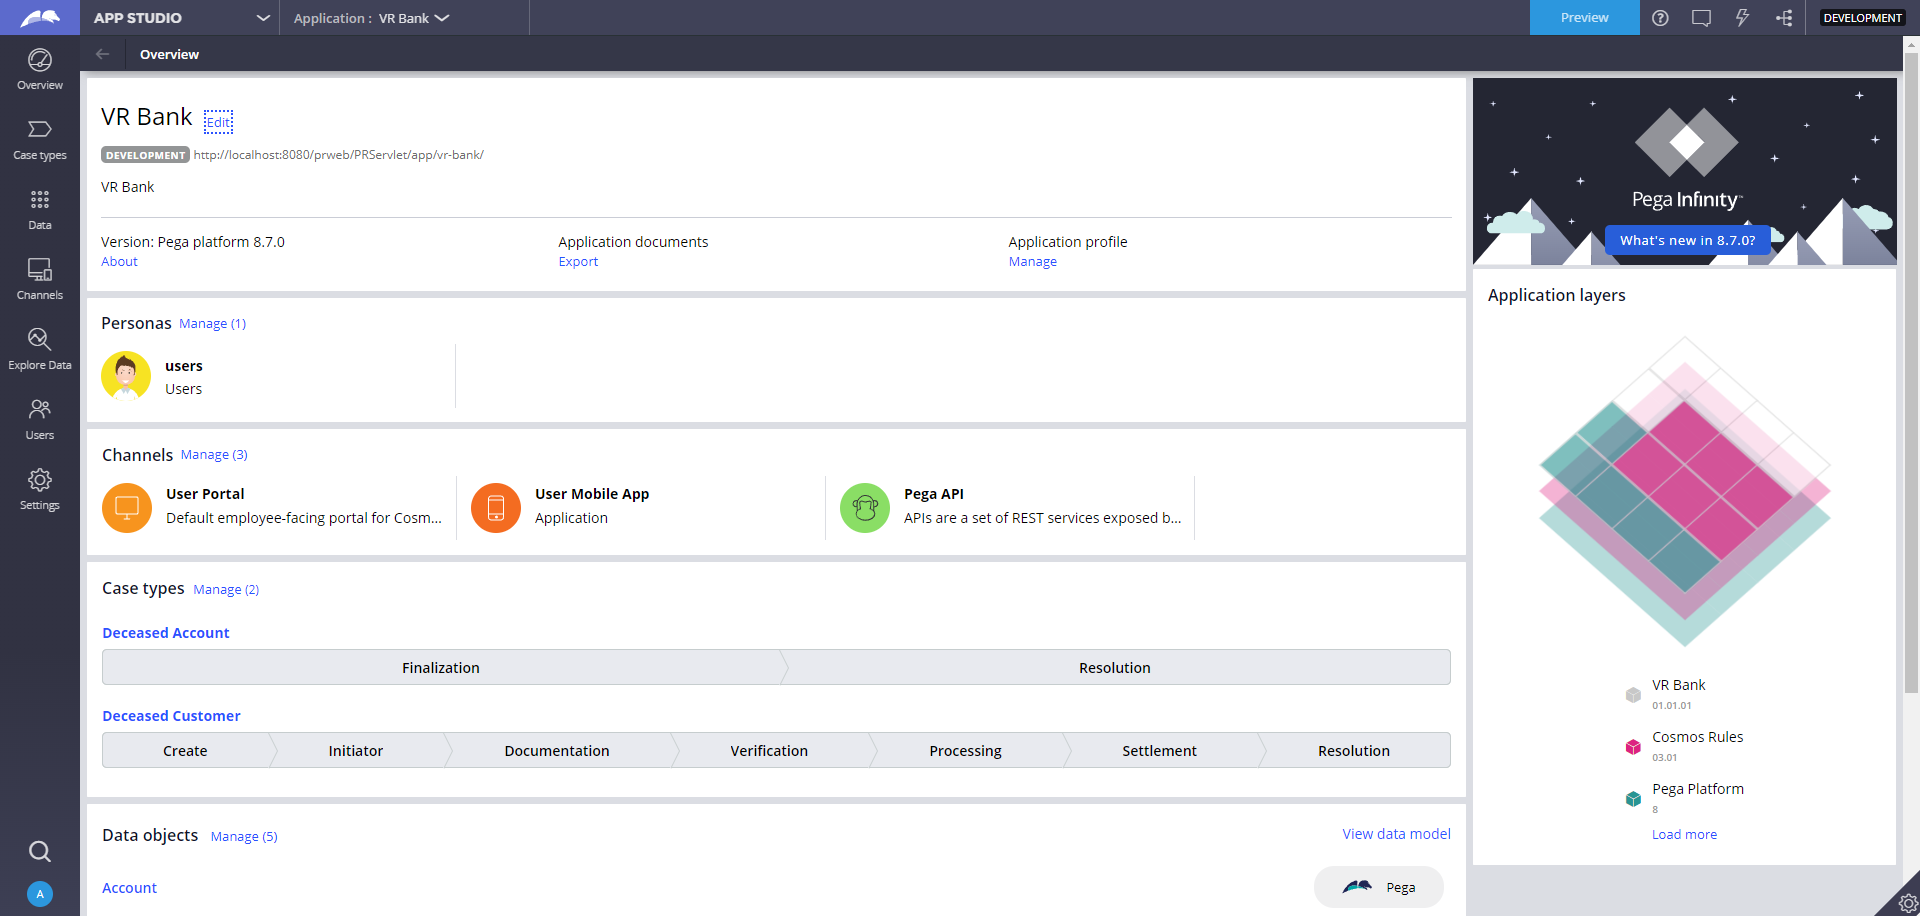 APP STUDIO
Application : VR Bank
Preview
DEVELOPMENT
Overview
Overview
Case types
Data
Channels
Explore Data
Users
Settings
A
VR Bank Edit
DEVELOPMENT http://localhost:8080/prweb/PRServlet/app/vr-bank/
VR Bank
Version: Pega platform 8.7.0
About
Application documents
Export
Application profile
Manage
Personas Manage (1)
users
Users
Channels Manage (3)
User Portal
Default employee-facing portal for Cosm...
User Mobile App
Application
Pega API
APIs are a set of REST services exposed b...
Case types Manage (2)
Deceased Account
Finalization Resolution
Deceased Customer
Create Initiator Documentation Verification Processing Settlement Resolution
Data objects Manage (5) View data model
Account Pega
Pega Infinity™
What's new in 8.7.0?
Application layers
VR Bank
01.01.01
Cosmos Rules
03.01
Pega Platform
8
Load more